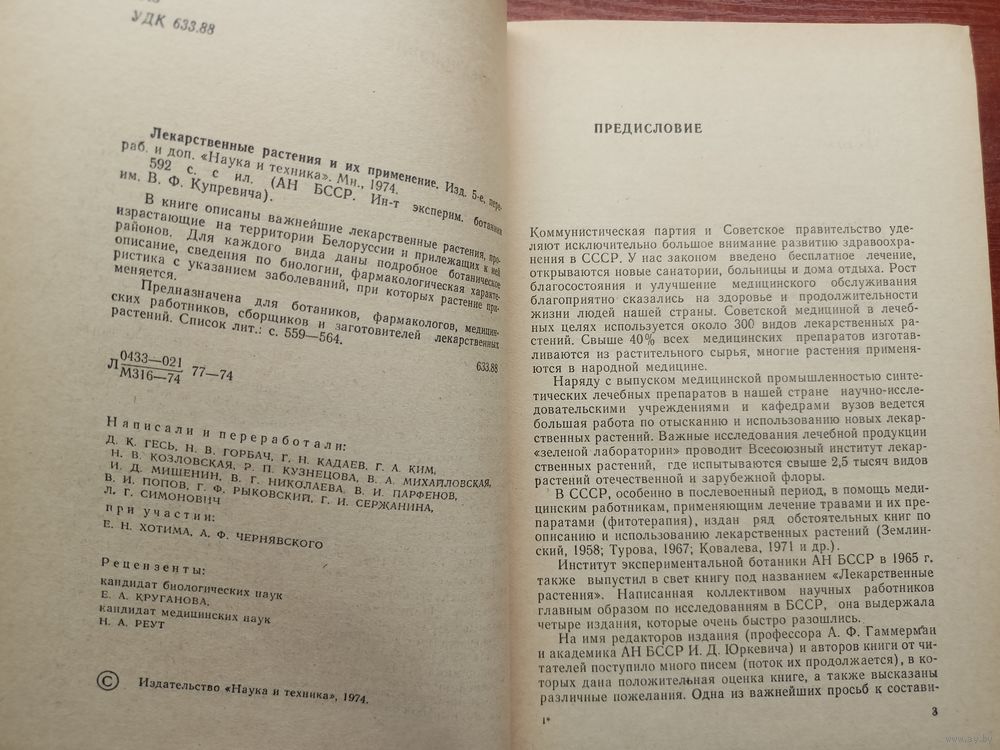 УДК 633.88
Лекарственные растения и их применение. Изд. 5-е, пере-
раб. и доп. «Наука и техника». Мн., 1974.
592 с. с ил. (АН БССР. Ин-т эксперим. ботаники
им. В. Ф. Купревича).
В книге описаны важнейшие лекарственные растения, про-
израстающие на территории Белоруссии и прилежащих к ней
районов. Для каждого вида даны подробное ботаническое
описание, сведения по биологии, фармакологическая характе-
ристика с указанием заболеваний, при которых растение при-
меняется.
Предназначена для ботаников, фармакологов, медицин-
ских работников, сборщиков и заготовителей лекарственных
растений. Список лит.: с. 559—564.
633.88
Л 0433—021 77—74
М316—74
Написали и переработали:
Д. К. ГЕСЬ, Н. В. ГОРБАЧ, Г. Н. КАДАЕВ, Г. А. КИМ,
Н. В. КОЗЛОВСКАЯ, Р. П. КУЗНЕЦОВА, В. А. МИХАЙЛОВСКАЯ,
И. Д. МИШЕНИН, В. Г. НИКОЛАЕВА, В. И. ПАРФЕНОВ,
В. И. ПОПОВ, Г. Ф. РЫКОВСКИЙ, Г. И. СЕРЖАНИНА,
Л. Г. СИМОНОВИЧ
при участии:
Е. Н. ХОТИМА, А. Ф. ЧЕРНЯВСКОГО
Рецензенты:
кандидат биологических наук
Е. А. КРУГАНОВА,
кандидат медицинских наук
Н. А. РЕУТ
© Издательство «Наука и техника», 1974.
ПРЕДИСЛОВИЕ
Коммунистическая партия и Советское правительство уде-
ляют исключительно большое внимание развитию здравоохра-
нения в СССР. У нас законом введено бесплатное лечение,
открываются новые санатории, больницы и дома отдыха. Рост
благосостояния и улучшение медицинского обслуживания
благоприятно сказались на здоровье и продолжительности
жизни людей нашей страны. Советской медициной в лечеб-
ных целях используется около 300 видов лекарственных ра-
стений. Свыше 40% всех медицинских препаратов изготав-
ливаются из растительного сырья, многие растения применя-
ются в народной медицине.
Наряду с выпуском медицинской промышленностью синте-
тических лечебных препаратов в нашей стране научно-иссле-
довательскими учреждениями и кафедрами вузов ведется
большая работа по отысканию и использованию новых лекар-
ственных растений. Важные исследования лечебной продукции
«зеленой лаборатории» проводит Всесоюзный институт лекар-
ственных растений, где испытываются свыше 2,5 тысяч видов
растений отечественной и зарубежной флоры.
В СССР, особенно в послевоенный период, в помощь меди-
цинским работникам, применяющим лечение травами и их пре-
паратами (фитотерапия), издан ряд обстоятельных книг по
описанию и использованию лекарственных растений (Землин-
ский, 1958; Турова, 1967; Ковалева, 1971 и др.).
Институт экспериментальной ботаники АН БССР в 1965 г.
также выпустил в свет книгу под названием «Лекарственные
растения». Написанная коллективом научных работников
главным образом по исследованиям в БССР, она выдержала
четыре издания, которые очень быстро разошлись.
На имя редакторов издания (профессора А. Ф. Гаммерман
и академика АН БССР И. Д. Юркевича) и авторов книги от чи-
тателей поступило много писем (поток их продолжается), в ко-
торых дана положительная оценка книге, а также высказаны
различные пожелания. Одна из важнейших просьб к состави-
1*
3
www.ay.by